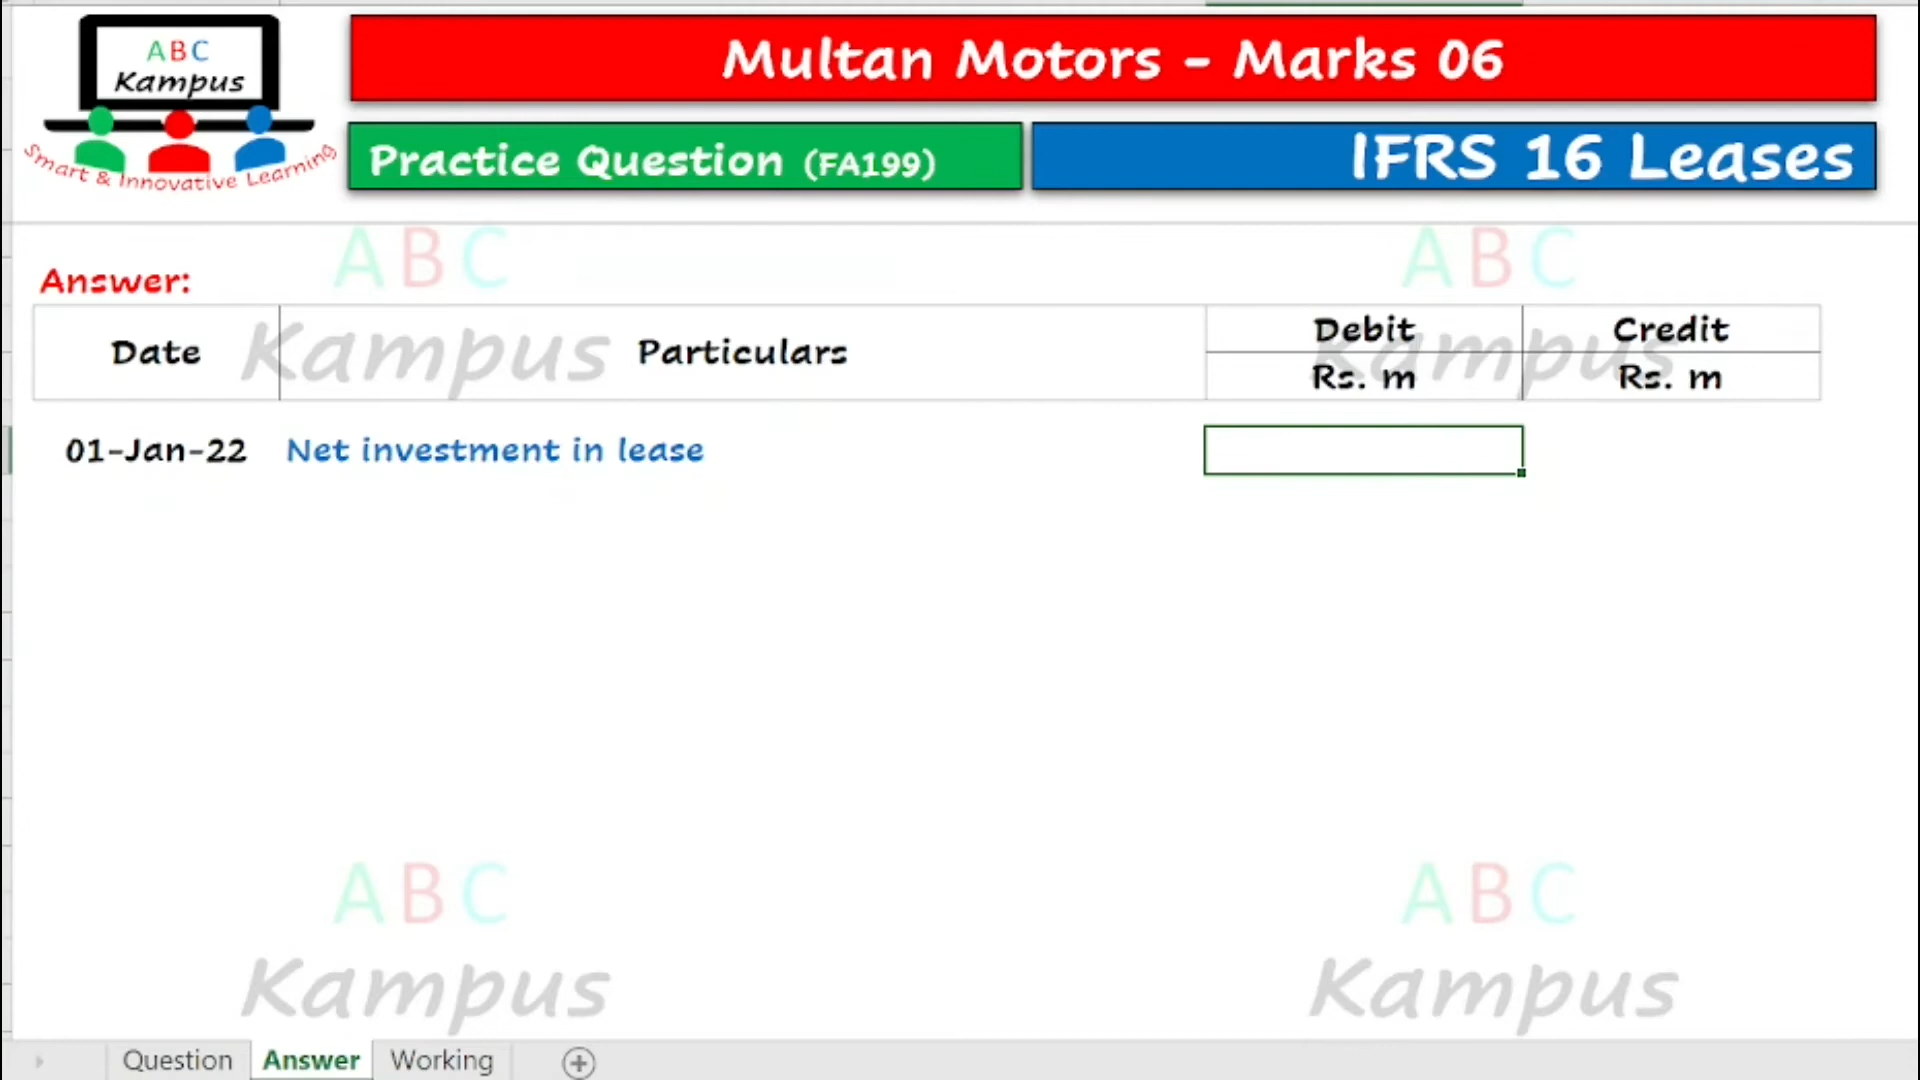 ABC
Kampus
Smart & Innovative Learning
Multan Motors - Marks 06
Practice Question (FA199)
IFRS 16 Leases
ABC
Kampus
ABC
Kampus
Answer:
Date
Particulars
Debit
Credit
Rs. m
Rs. m
01-Jan-22
Net investment in lease
ABC
Kampus
ABC
Kampus
Question
Answer
Working